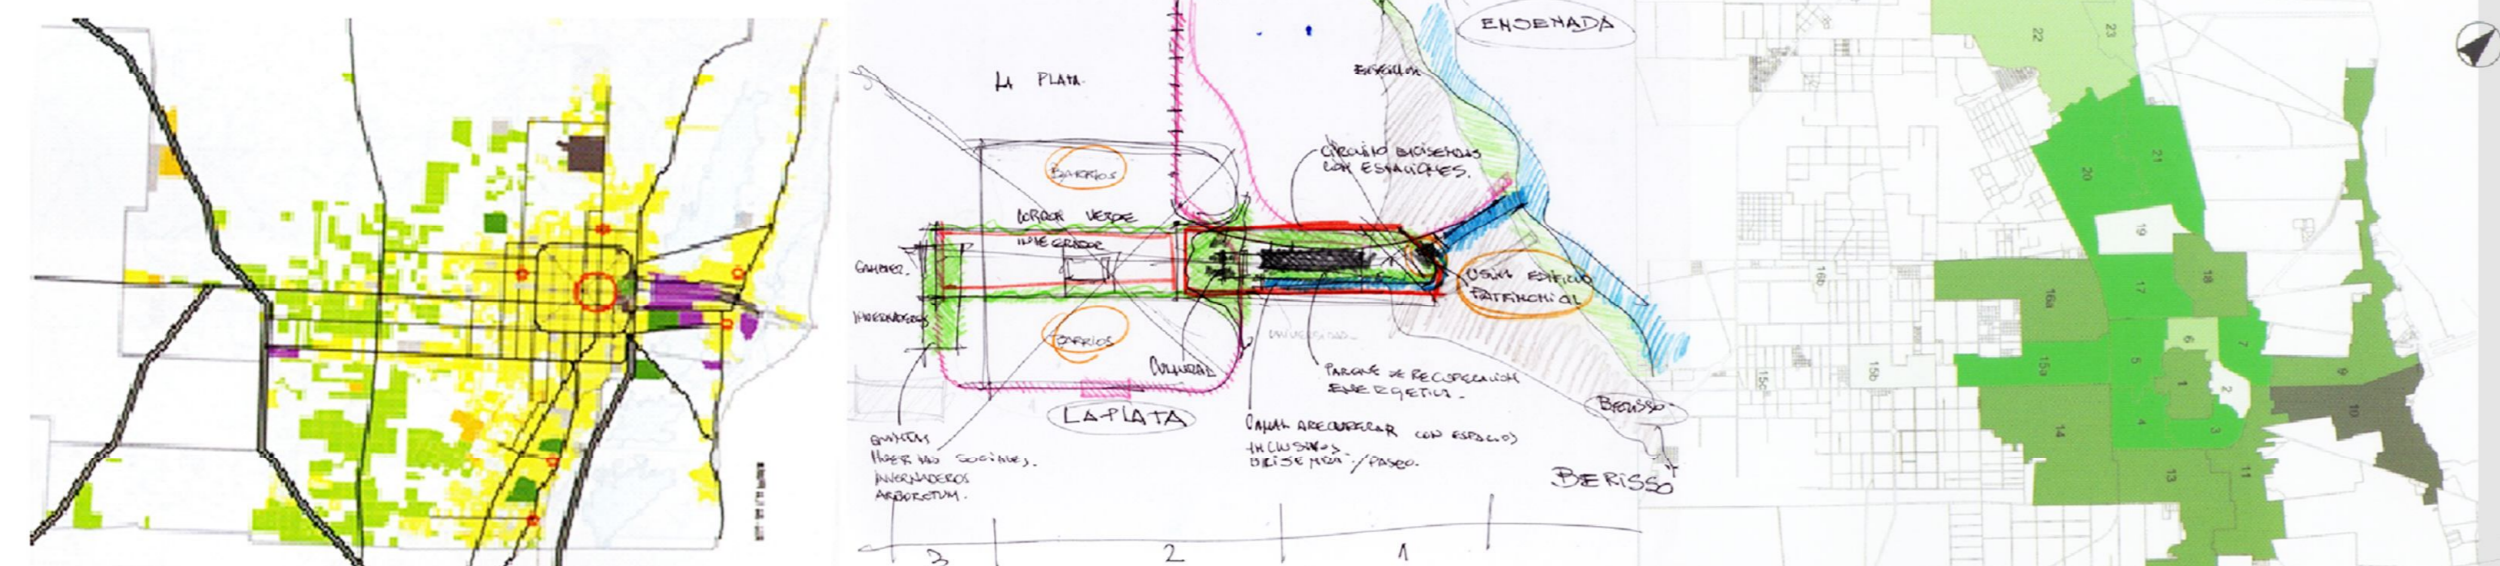 ENSENADA
LA PLATA.
CIRCUITO BICISENDAS
CON ESTACIONES.
BARRIOS
VERDE
INTEGRADOR
USINA EDIFICIO
PATRIMONIAL
INVERNADEROS
BARRIOS
UNIVERSIDAD
CULTURAL
PARQUE DE RECUPERACION
ENERGETICA.
LA PLATA
BERISSO
CANAL A RECUPERAR CON ESPACIOS
INCLUSIVOS
/PASEO.
SOCIALES.
INVERNADEROS
ARBORETUM.
BERISSO
3
2
1
22
23
21
20
19
18
17
16a
16b
6
7
5
15a
15b
15c
1
2
9
10
14
4
3
13
11